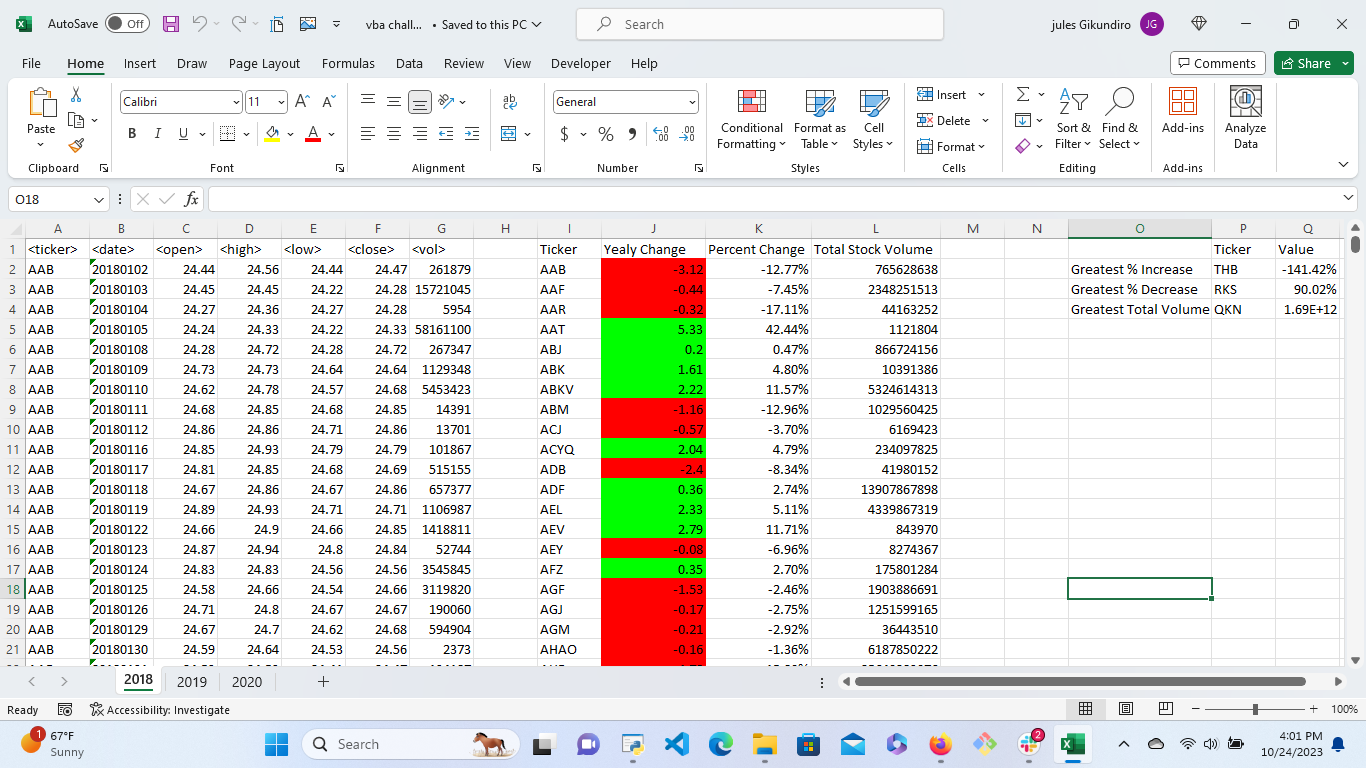 AutoSave Off vba chall... • Saved to this PC Search jules Gikundiro JG
File Home Insert Draw Page Layout Formulas Data Review View Developer Help Comments Share
Paste Calibri 11 General Conditional Formatting Format as Table Cell Styles Insert Delete Format Sort & Filter Find & Select Add-ins Analyze Data
B I U A ab $ % 9
Clipboard Font Alignment Number Styles Cells Editing Add-ins
O18 fx
A B C D E F G H I J K L M N O P Q
1 <ticker> <date> <open> <high> <low> <close> <vol> Ticker Yealy Change Percent Change Total Stock Volume Ticker Value
2 AAB 20180102 24.44 24.56 24.44 24.47 261879 AAB -3.12 -12.77% 765628638 Greatest % Increase THB -141.42%
3 AAB 20180103 24.45 24.45 24.22 24.28 15721045 AAF -0.44 -7.45% 2348251513 Greatest % Decrease RKS 90.02%
4 AAB 20180104 24.27 24.36 24.27 24.28 5954 AAR -0.32 -17.11% 44163252 Greatest Total Volume QKN 1.69E+12
5 AAB 20180105 24.24 24.33 24.22 24.33 58161100 AAT 5.33 42.44% 1121804
6 AAB 20180108 24.28 24.72 24.28 24.72 267347 ABJ 0.2 0.47% 866724156
7 AAB 20180109 24.73 24.73 24.64 24.64 1129348 ABK 1.61 4.80% 10391386
8 AAB 20180110 24.62 24.78 24.57 24.68 5453423 ABKV 2.22 11.57% 5324614313
9 AAB 20180111 24.68 24.85 24.68 24.85 14391 ABM -1.16 -12.96% 1029560425
10 AAB 20180112 24.86 24.86 24.71 24.86 13701 ACJ -0.57 -3.70% 6169423
11 AAB 20180116 24.85 24.93 24.79 24.79 101867 ACYQ 2.04 4.79% 234097825
12 AAB 20180117 24.81 24.85 24.68 24.69 515155 ADB -2.4 -8.34% 41980152
13 AAB 20180118 24.67 24.86 24.67 24.86 657377 ADF 0.36 2.74% 13907867898
14 AAB 20180119 24.89 24.93 24.71 24.71 1106987 AEL 2.33 5.11% 4339867319
15 AAB 20180122 24.66 24.9 24.66 24.85 1418811 AEV 2.79 11.71% 843970
16 AAB 20180123 24.87 24.94 24.8 24.84 52744 AEY -0.08 -6.96% 8274367
17 AAB 20180124 24.83 24.83 24.56 24.56 3545845 AFZ 0.35 2.70% 175801284
18 AAB 20180125 24.58 24.66 24.54 24.66 3119820 AGF -1.53 -2.46% 1903886691
19 AAB 20180126 24.71 24.8 24.67 24.67 190060 AGJ -0.17 -2.75% 1251599165
20 AAB 20180129 24.67 24.7 24.62 24.68 594904 AGM -0.21 -2.92% 36443510
21 AAB 20180130 24.59 24.64 24.53 24.56 2373 AHAO -0.16 -1.36% 6187850222
2018 2019 2020 +
Ready Accessibility: Investigate 100%
1 67°F Search 2 4:01 PM
Sunny 10/24/2023